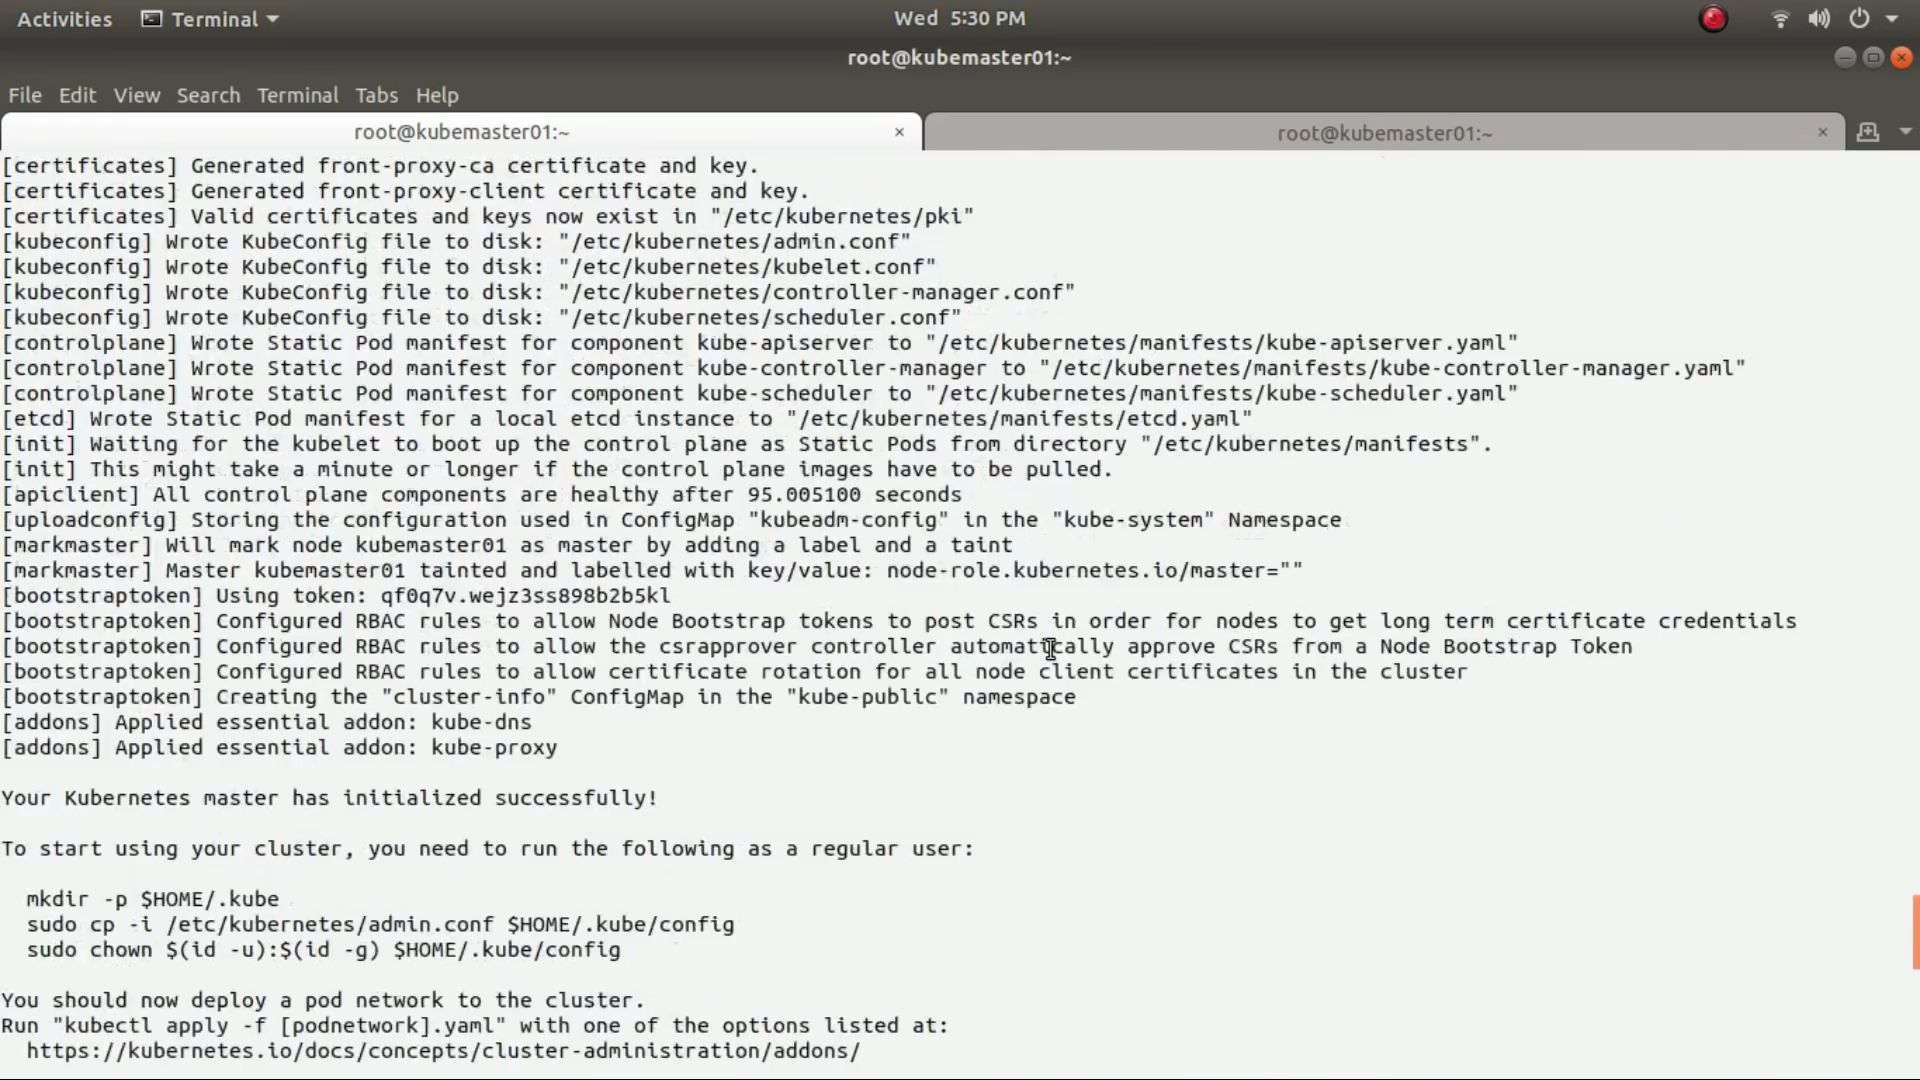 Activities Terminal Wed 5:30 PM
root@kubemaster01:~
File Edit View Search Terminal Tabs Help
root@kubemaster01:~ × root@kubemaster01:~ ×
[certificates] Generated front-proxy-ca certificate and key.
[certificates] Generated front-proxy-client certificate and key.
[certificates] Valid certificates and keys now exist in "/etc/kubernetes/pki"
[kubeconfig] Wrote KubeConfig file to disk: "/etc/kubernetes/admin.conf"
[kubeconfig] Wrote KubeConfig file to disk: "/etc/kubernetes/kubelet.conf"
[kubeconfig] Wrote KubeConfig file to disk: "/etc/kubernetes/controller-manager.conf"
[kubeconfig] Wrote KubeConfig file to disk: "/etc/kubernetes/scheduler.conf"
[controlplane] Wrote Static Pod manifest for component kube-apiserver to "/etc/kubernetes/manifests/kube-apiserver.yaml"
[controlplane] Wrote Static Pod manifest for component kube-controller-manager to "/etc/kubernetes/manifests/kube-controller-manager.yaml"
[controlplane] Wrote Static Pod manifest for component kube-scheduler to "/etc/kubernetes/manifests/kube-scheduler.yaml"
[etcd] Wrote Static Pod manifest for a local etcd instance to "/etc/kubernetes/manifests/etcd.yaml"
[init] Waiting for the kubelet to boot up the control plane as Static Pods from directory "/etc/kubernetes/manifests".
[init] This might take a minute or longer if the control plane images have to be pulled.
[apiclient] All control plane components are healthy after 95.005100 seconds
[uploadconfig] Storing the configuration used in ConfigMap "kubeadm-config" in the "kube-system" Namespace
[markmaster] Will mark node kubemaster01 as master by adding a label and a taint
[markmaster] Master kubemaster01 tainted and labelled with key/value: node-role.kubernetes.io/master=""
[bootstraptoken] Using token: qf0q7v.wejz3ss898b2b5kl
[bootstraptoken] Configured RBAC rules to allow Node Bootstrap tokens to post CSRs in order for nodes to get long term certificate credentials
[bootstraptoken] Configured RBAC rules to allow the csrapprover controller automatically approve CSRs from a Node Bootstrap Token
[bootstraptoken] Configured RBAC rules to allow certificate rotation for all node client certificates in the cluster
[bootstraptoken] Creating the "cluster-info" ConfigMap in the "kube-public" namespace
[addons] Applied essential addon: kube-dns
[addons] Applied essential addon: kube-proxy
Your Kubernetes master has initialized successfully!
To start using your cluster, you need to run the following as a regular user:
mkdir -p $HOME/.kube
sudo cp -i /etc/kubernetes/admin.conf $HOME/.kube/config
sudo chown $(id -u):$(id -g) $HOME/.kube/config
You should now deploy a pod network to the cluster.
Run "kubectl apply -f [podnetwork].yaml" with one of the options listed at:
https://kubernetes.io/docs/concepts/cluster-administration/addons/